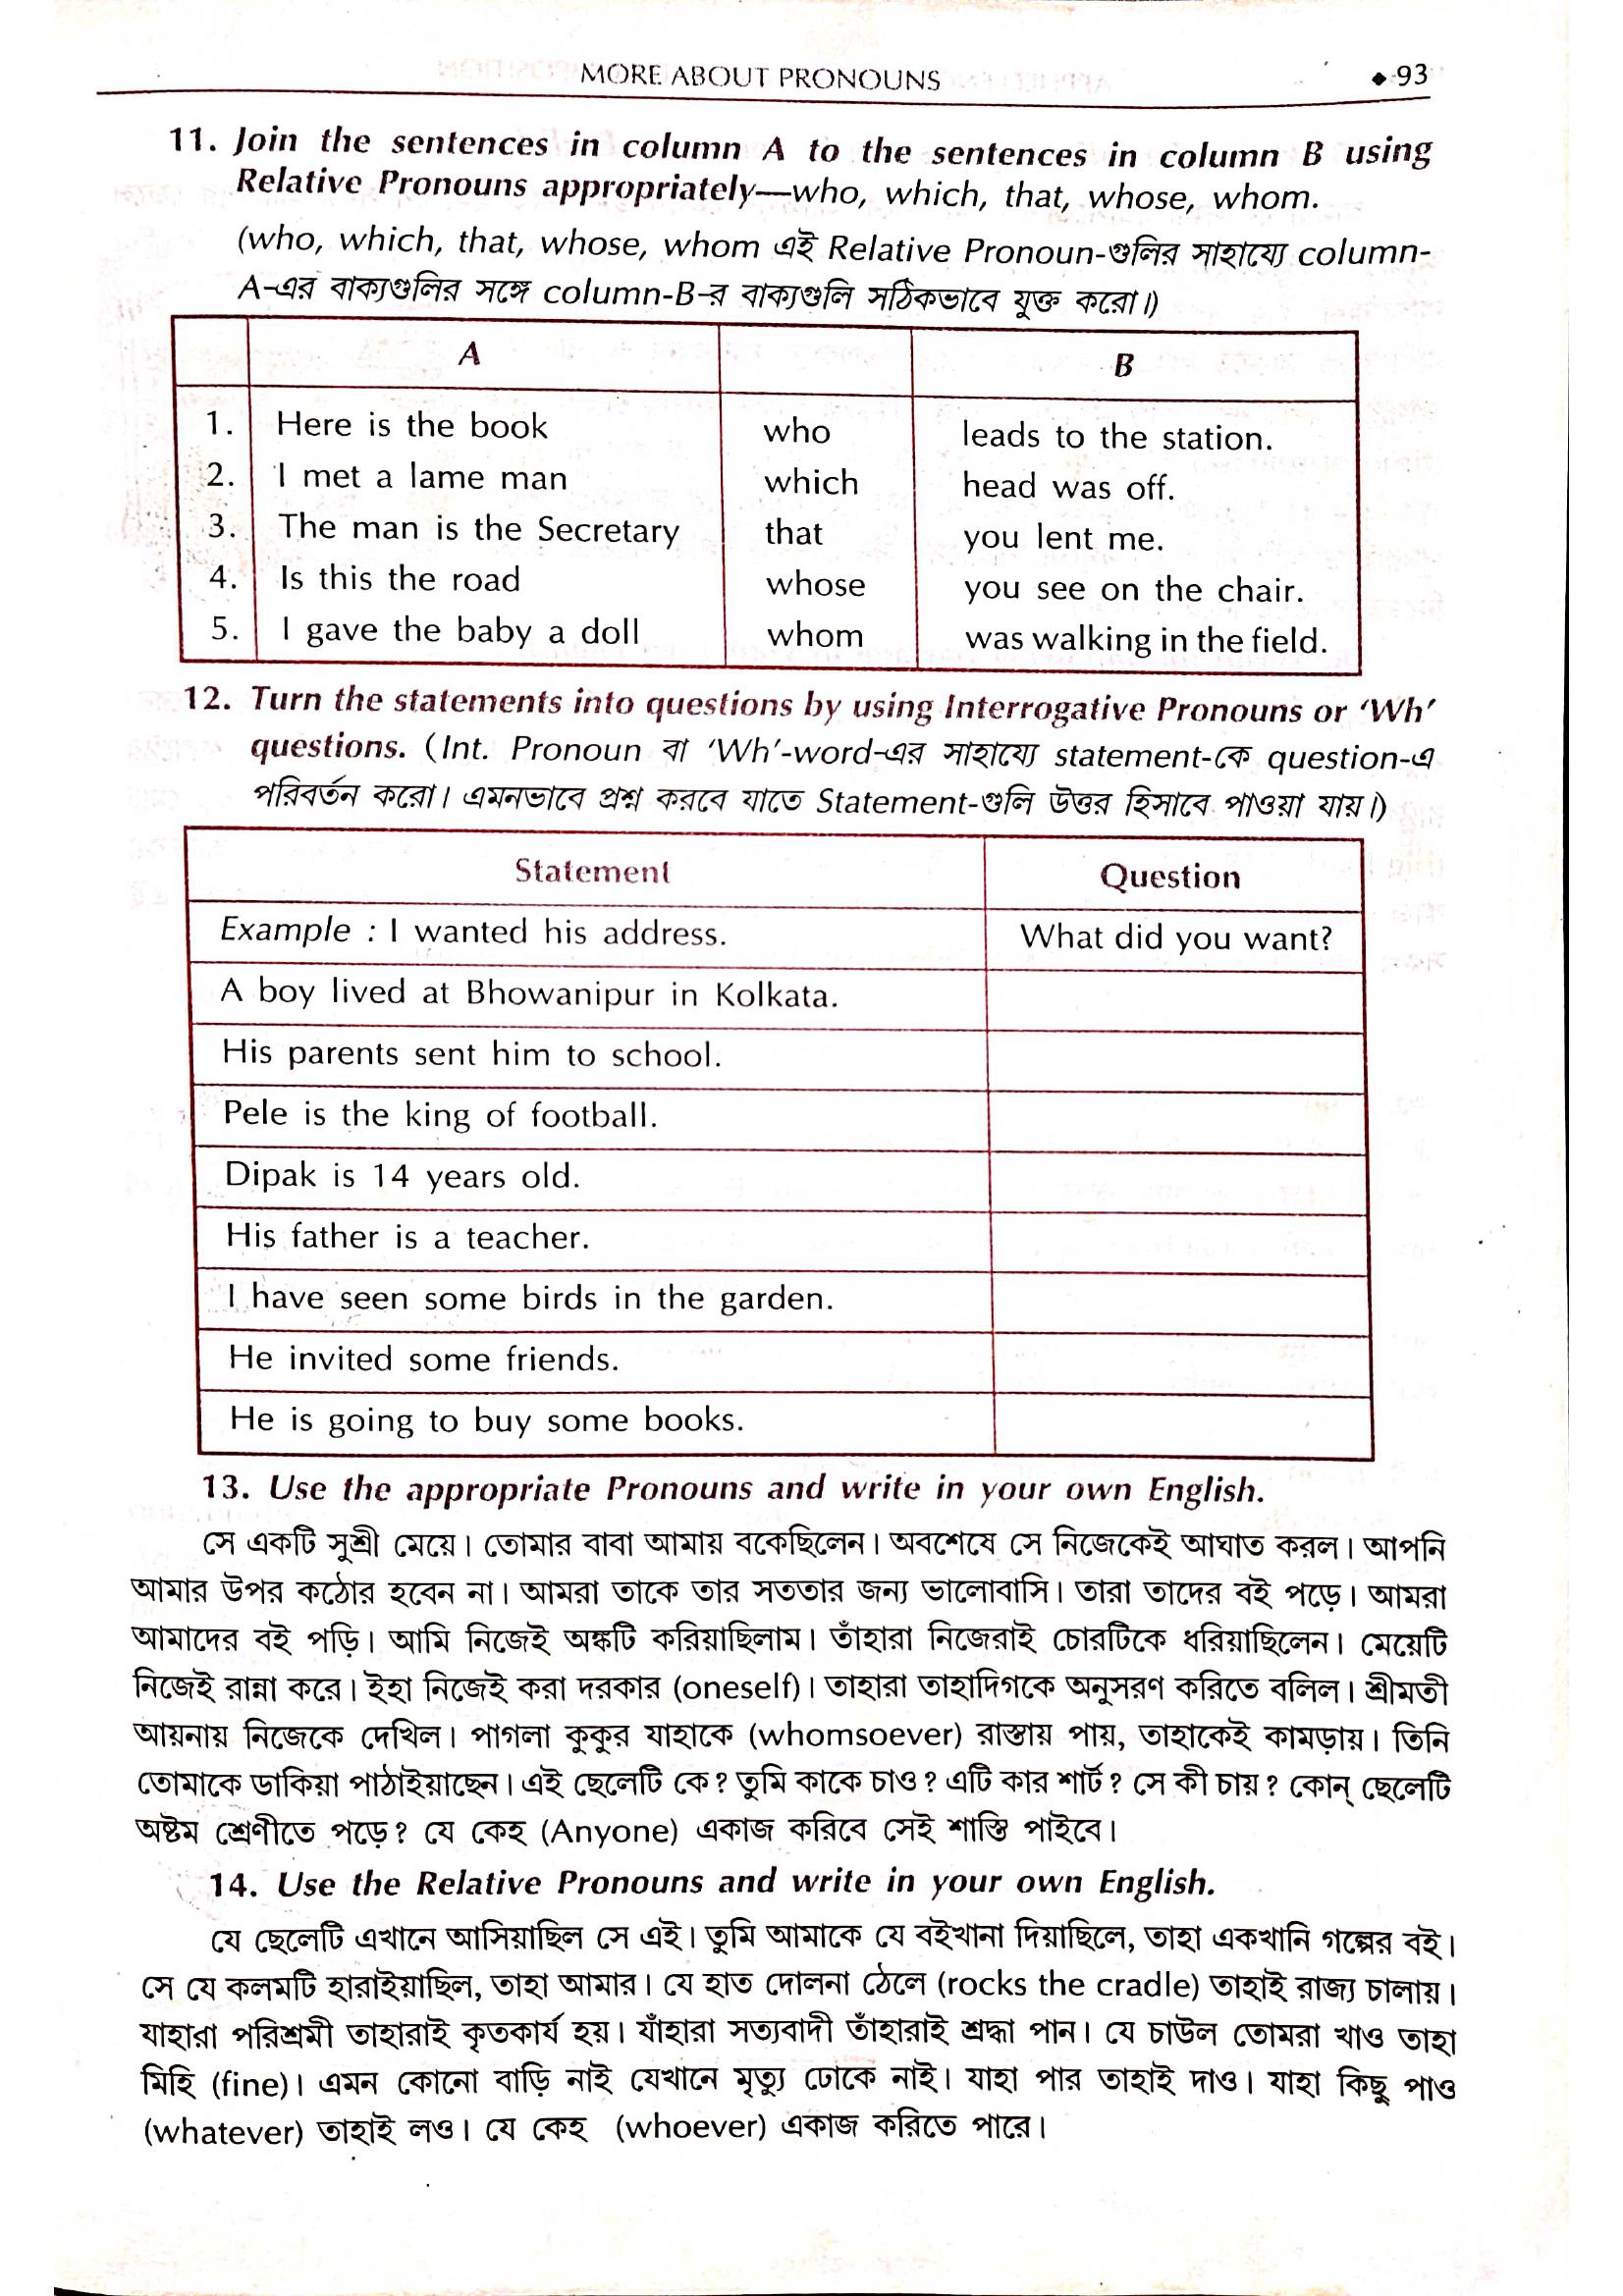 MORE ABOUT PRONOUNS ◆ 93
11. Join the sentences in column A to the sentences in column B using
Relative Pronouns appropriately—who, which, that, whose, whom.
(who, which, that, whose, whom এই Relative Pronoun-গুলির সাহায্যে column-
A-এর বাক্যগুলির সঙ্গে column-B-র বাক্যগুলি সঠিকভাবে যুক্ত করো।)
A B
1. Here is the book who leads to the station.
2. I met a lame man which head was off.
3. The man is the Secretary that you lent me.
4. Is this the road whose you see on the chair.
5. I gave the baby a doll whom was walking in the field.
12. Turn the statements into questions by using Interrogative Pronouns or ‘Wh’
questions. (Int. Pronoun বা ‘Wh’-word-এর সাহায্যে statement-কে question-এ
পরিবর্তন করো। এমনভাবে প্রশ্ন করবে যাতে Statement-গুলি উত্তর হিসাবে পাওয়া যায়।)
Statement Question
Example : I wanted his address. What did you want?
A boy lived at Bhowanipur in Kolkata.
His parents sent him to school.
Pele is the king of football.
Dipak is 14 years old.
His father is a teacher.
I have seen some birds in the garden.
He invited some friends.
He is going to buy some books.
13. Use the appropriate Pronouns and write in your own English.
সে একটি সুশ্রী মেয়ে। তোমার বাবা আমায় বকেছিলেন। অবশেষে সে নিজেকেই আঘাত করল। আপনি
আমার উপর কঠোর হবেন না। আমরা তাকে তার সততার জন্য ভালোবাসি। তারা তাদের বই পড়ে। আমরা
আমাদের বই পড়ি। আমি নিজেই অঙ্কটি করিয়াছিলাম। তাঁহারা নিজেরাই চোরটিকে ধরিয়াছিলেন। মেয়েটি
নিজেই রান্না করে। ইহা নিজেই করা দরকার (oneself)। তাহারা তাহাদিগকে অনুসরণ করিতে বলিল। শ্রীমতী
আয়নায় নিজেকে দেখিল। পাগলা কুকুর যাহাকে (whomsoever) রাস্তায় পায়, তাহাকেই কামড়ায়। তিনি
তোমাকে ডাকিয়া পাঠাইয়াছেন। এই ছেলেটি কে? তুমি কাকে চাও? এটি কার শার্ট? সে কী চায়? কোন্ ছেলেটি
অষ্টম শ্রেণীতে পড়ে? যে কেহ (Anyone) একাজ করিবে সেই শাস্তি পাইবে।
14. Use the Relative Pronouns and write in your own English.
যে ছেলেটি এখানে আসিয়াছিল সে এই। তুমি আমাকে যে বইখানা দিয়াছিলে, তাহা একখানি গল্পের বই।
সে যে কলমটি হারাইয়াছিল, তাহা আমার। যে হাত দোলনা ঠেলে (rocks the cradle) তাহাই রাজ্য চালায়।
যাহারা পরিশ্রমী তাহারাই কৃতকার্য হয়। যাঁহারা সত্যবাদী তাঁহারাই শ্রদ্ধা পান। যে চাউল তোমরা খাও তাহা
মিহি (fine)। এমন কোনো বাড়ি নাই যেখানে মৃত্যু ঢোকে নাই। যাহা পার তাহাই দাও। যাহা কিছু পাও
(whatever) তাহাই লও। যে কেহ (whoever) একাজ করিতে পারে।